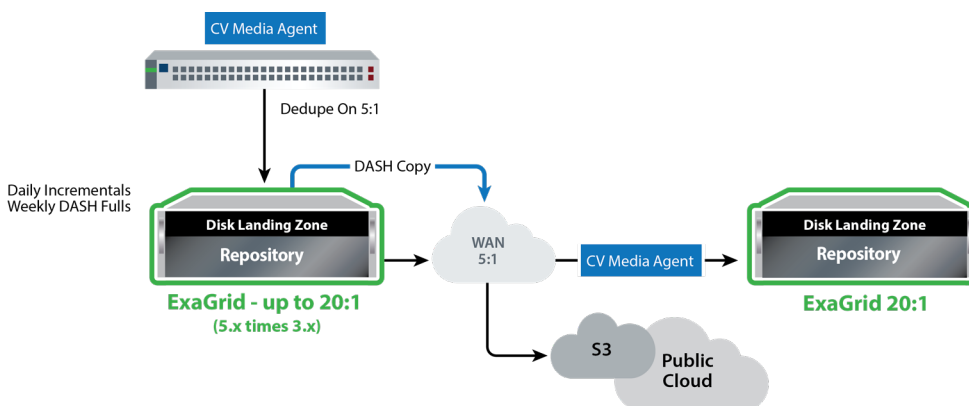 CV Media Agent
Dedupe On 5:1
DASH Copy
Daily Incrementals
Weekly DASH Fulls
Disk Landing Zone
Repository
ExaGrid - up to 20:1
(5.x times 3.x)
WAN
5:1
CV Media Agent
Disk Landing Zone
Repository
ExaGrid 20:1
S3
Public
Cloud